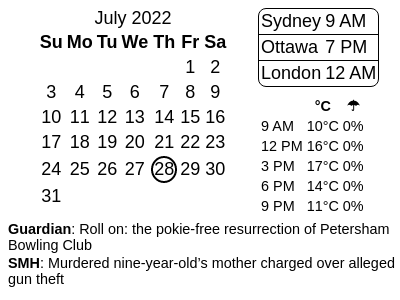 July 2022
Su Mo Tu We Th Fr Sa
1 2
3 4 5 6 7 8 9
10 11 12 13 14 15 16
17 18 19 20 21 22 23
24 25 26 27 28 29 30
31
Sydney 9 AM
Ottawa 7 PM
London 12 AM
°C ☂
9 AM 10°C 0%
12 PM 16°C 0%
3 PM 17°C 0%
6 PM 14°C 0%
9 PM 11°C 0%
Guardian: Roll on: the pokie-free resurrection of Petersham
Bowling Club
SMH: Murdered nine-year-old’s mother charged over alleged
gun theft